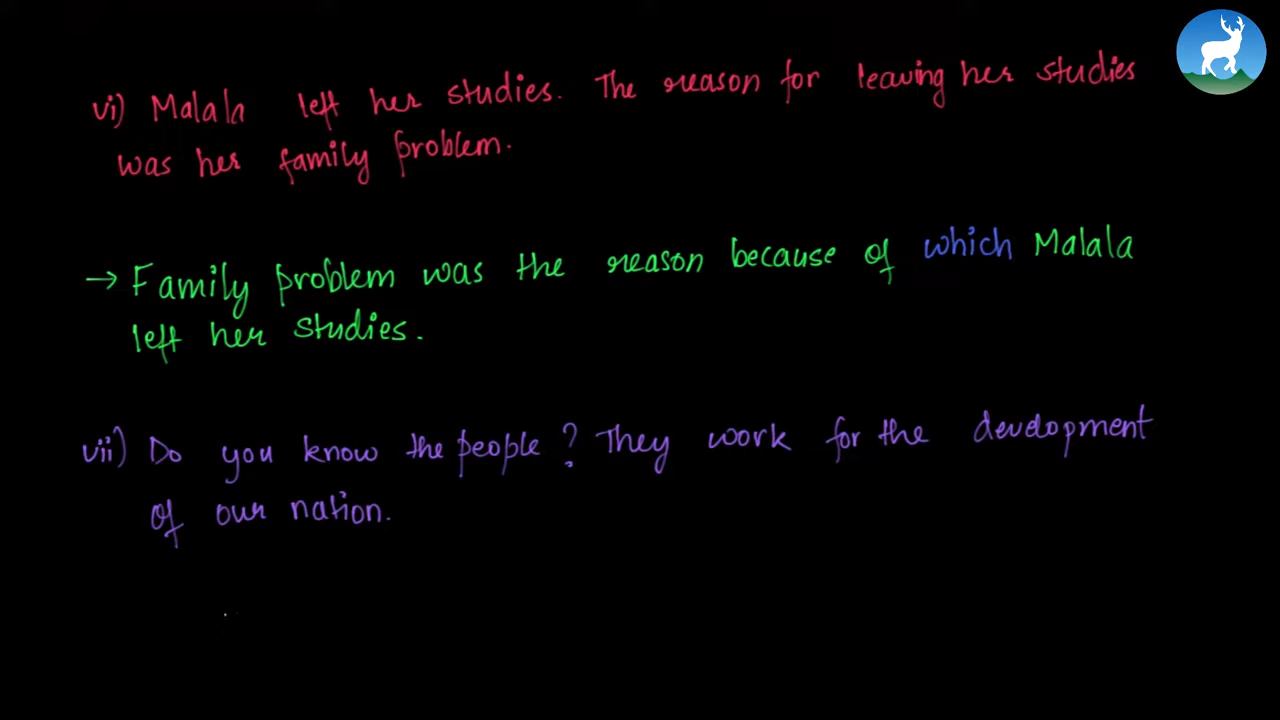 vi) Malala left her studies. The reason for leaving her studies
was her family problem.
→ Family problem was the reason because of which Malala
left her studies.
vii) Do you know the people? They work for the development
of our nation.